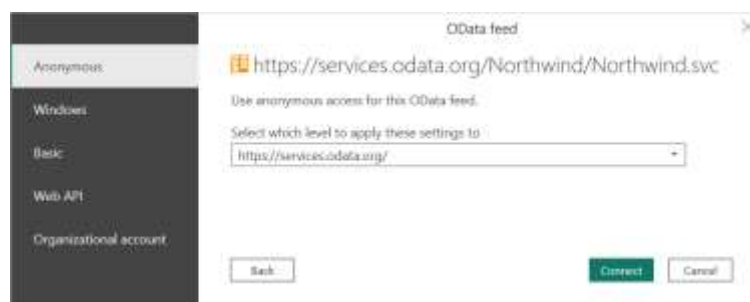 OData feed
Anonymous
Windows
Basic
Web API
Organizational account
https://services.odata.org/Northwind/Northwind.svc
Use anonymous access for this OData feed.
Select which level to apply these settings to
https://services.odata.org/
Back
Connect
Cancel